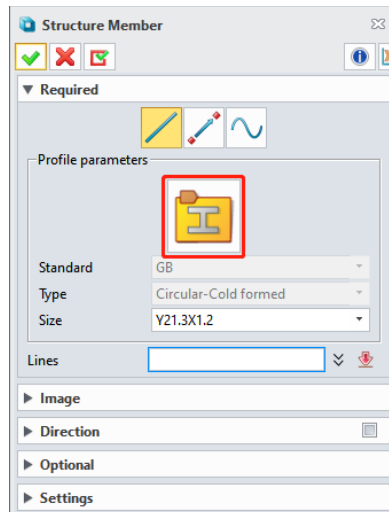 Structure Member
Required
Profile parameters
Standard GB
Type Circular-Cold formed
Size Y21.3X1.2
Lines
Image
Direction
Optional
Settings